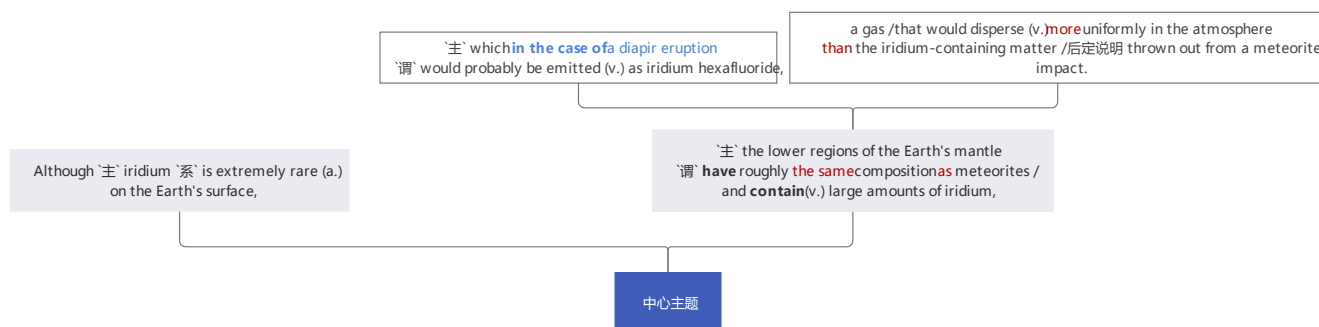 `主` which in the case of a diapir eruption
`谓` would probably be emitted (v.) as iridium hexafluoride,
a gas /that would disperse (v.)more uniformly in the atmosphere
than the iridium-containing matter /后定说明 thrown out from a meteorite
impact.
Although `主` iridium `系` is extremely rare (a.)
on the Earth's surface,
`主` the lower regions of the Earth's mantle
`谓` have roughly the same composition as meteorites /
and contain(v.) large amounts of iridium,
中心主题